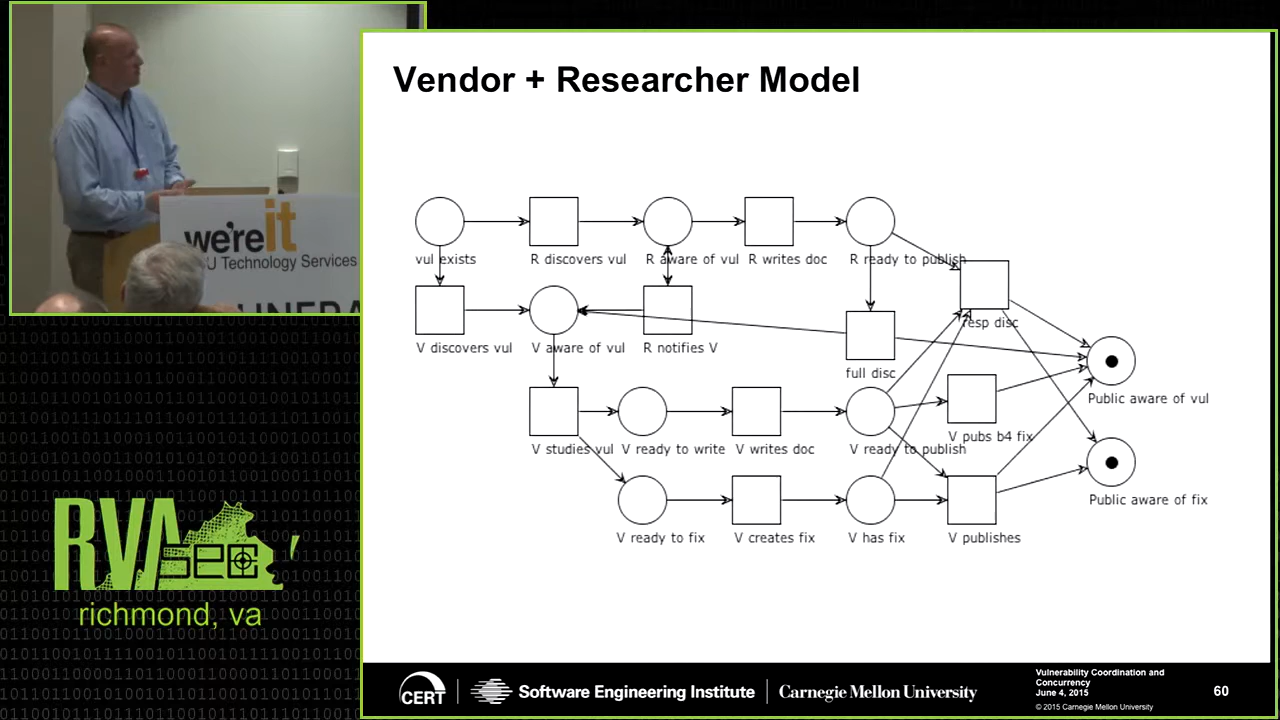 Vendor + Researcher Model
we're it
U Technology Services
vul exists
R discovers vul
R aware of vul
R writes doc
R ready to publish
resp disc
V discovers vul
V aware of vul
R notifies V
full disc
Public aware of vul
V studies vul
V ready to write
V writes doc
V ready to publish
V pubs b4 fix
Public aware of fix
V ready to fix
V creates fix
V has fix
V publishes
RVA
sec
richmond, va
CERT
Software Engineering Institute
Carnegie Mellon University
Vulnerability Coordination and
Concurrency
June 4, 2015
© 2015 Carnegie Mellon University
60